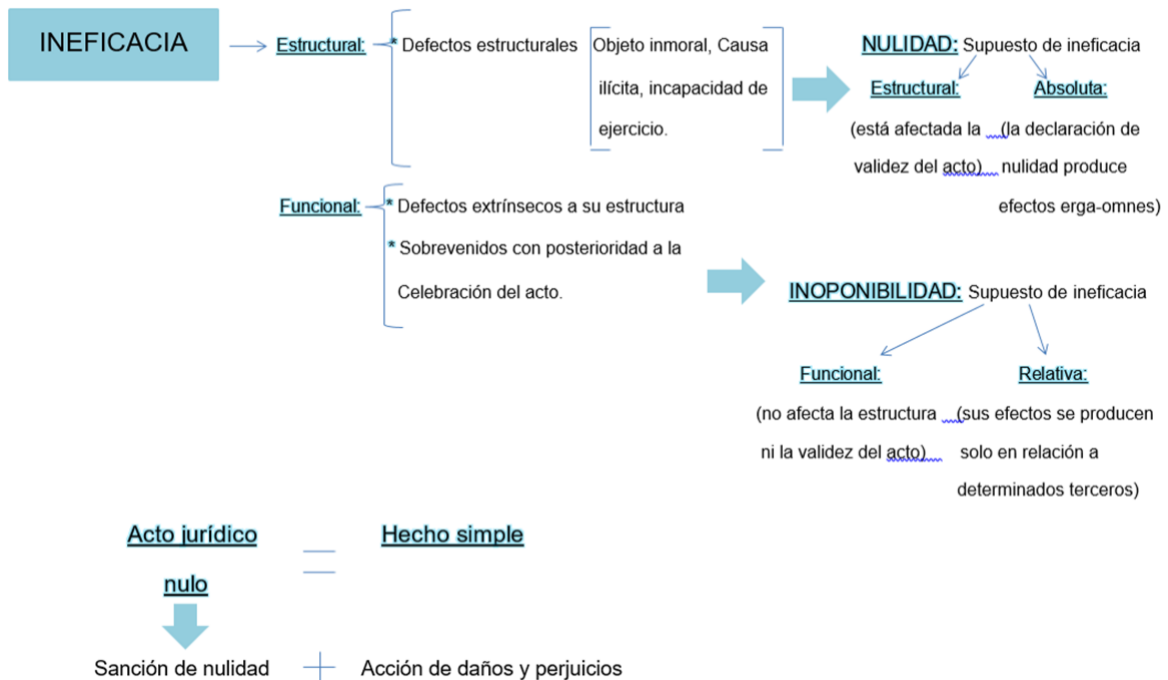 INEFICACIA
Estructural:
* Defectos estructurales
Objeto inmoral, Causa
ilícita, incapacidad de
ejercicio.
NULIDAD: Supuesto de ineficacia
Estructural:
(está afectada la
validez del acto)
Absoluta:
(la declaración de
nulidad produce
efectos erga-omnes)
Funcional:
* Defectos extrínsecos a su estructura
* Sobrevenidos con posterioridad a la
Celebración del acto.
INOPONIBILIDAD: Supuesto de ineficacia
Funcional:
(no afecta la estructura
ni la validez del acto)
Relativa:
(sus efectos se producen
solo en relación a
determinados terceros)
Acto jurídico
nulo
=
Hecho simple
Sanción de nulidad + Acción de daños y perjuicios